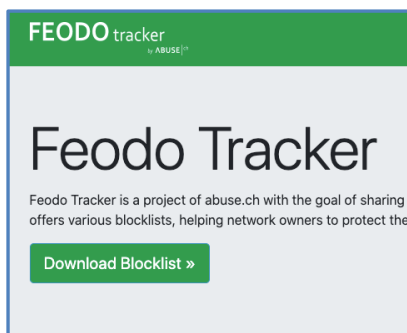 FEODO tracker
by ABUSE|ch
Feodo Tracker
Feodo Tracker is a project of abuse.ch with the goal of sharing
offers various blocklists, helping network owners to protect the
Download Blocklist »